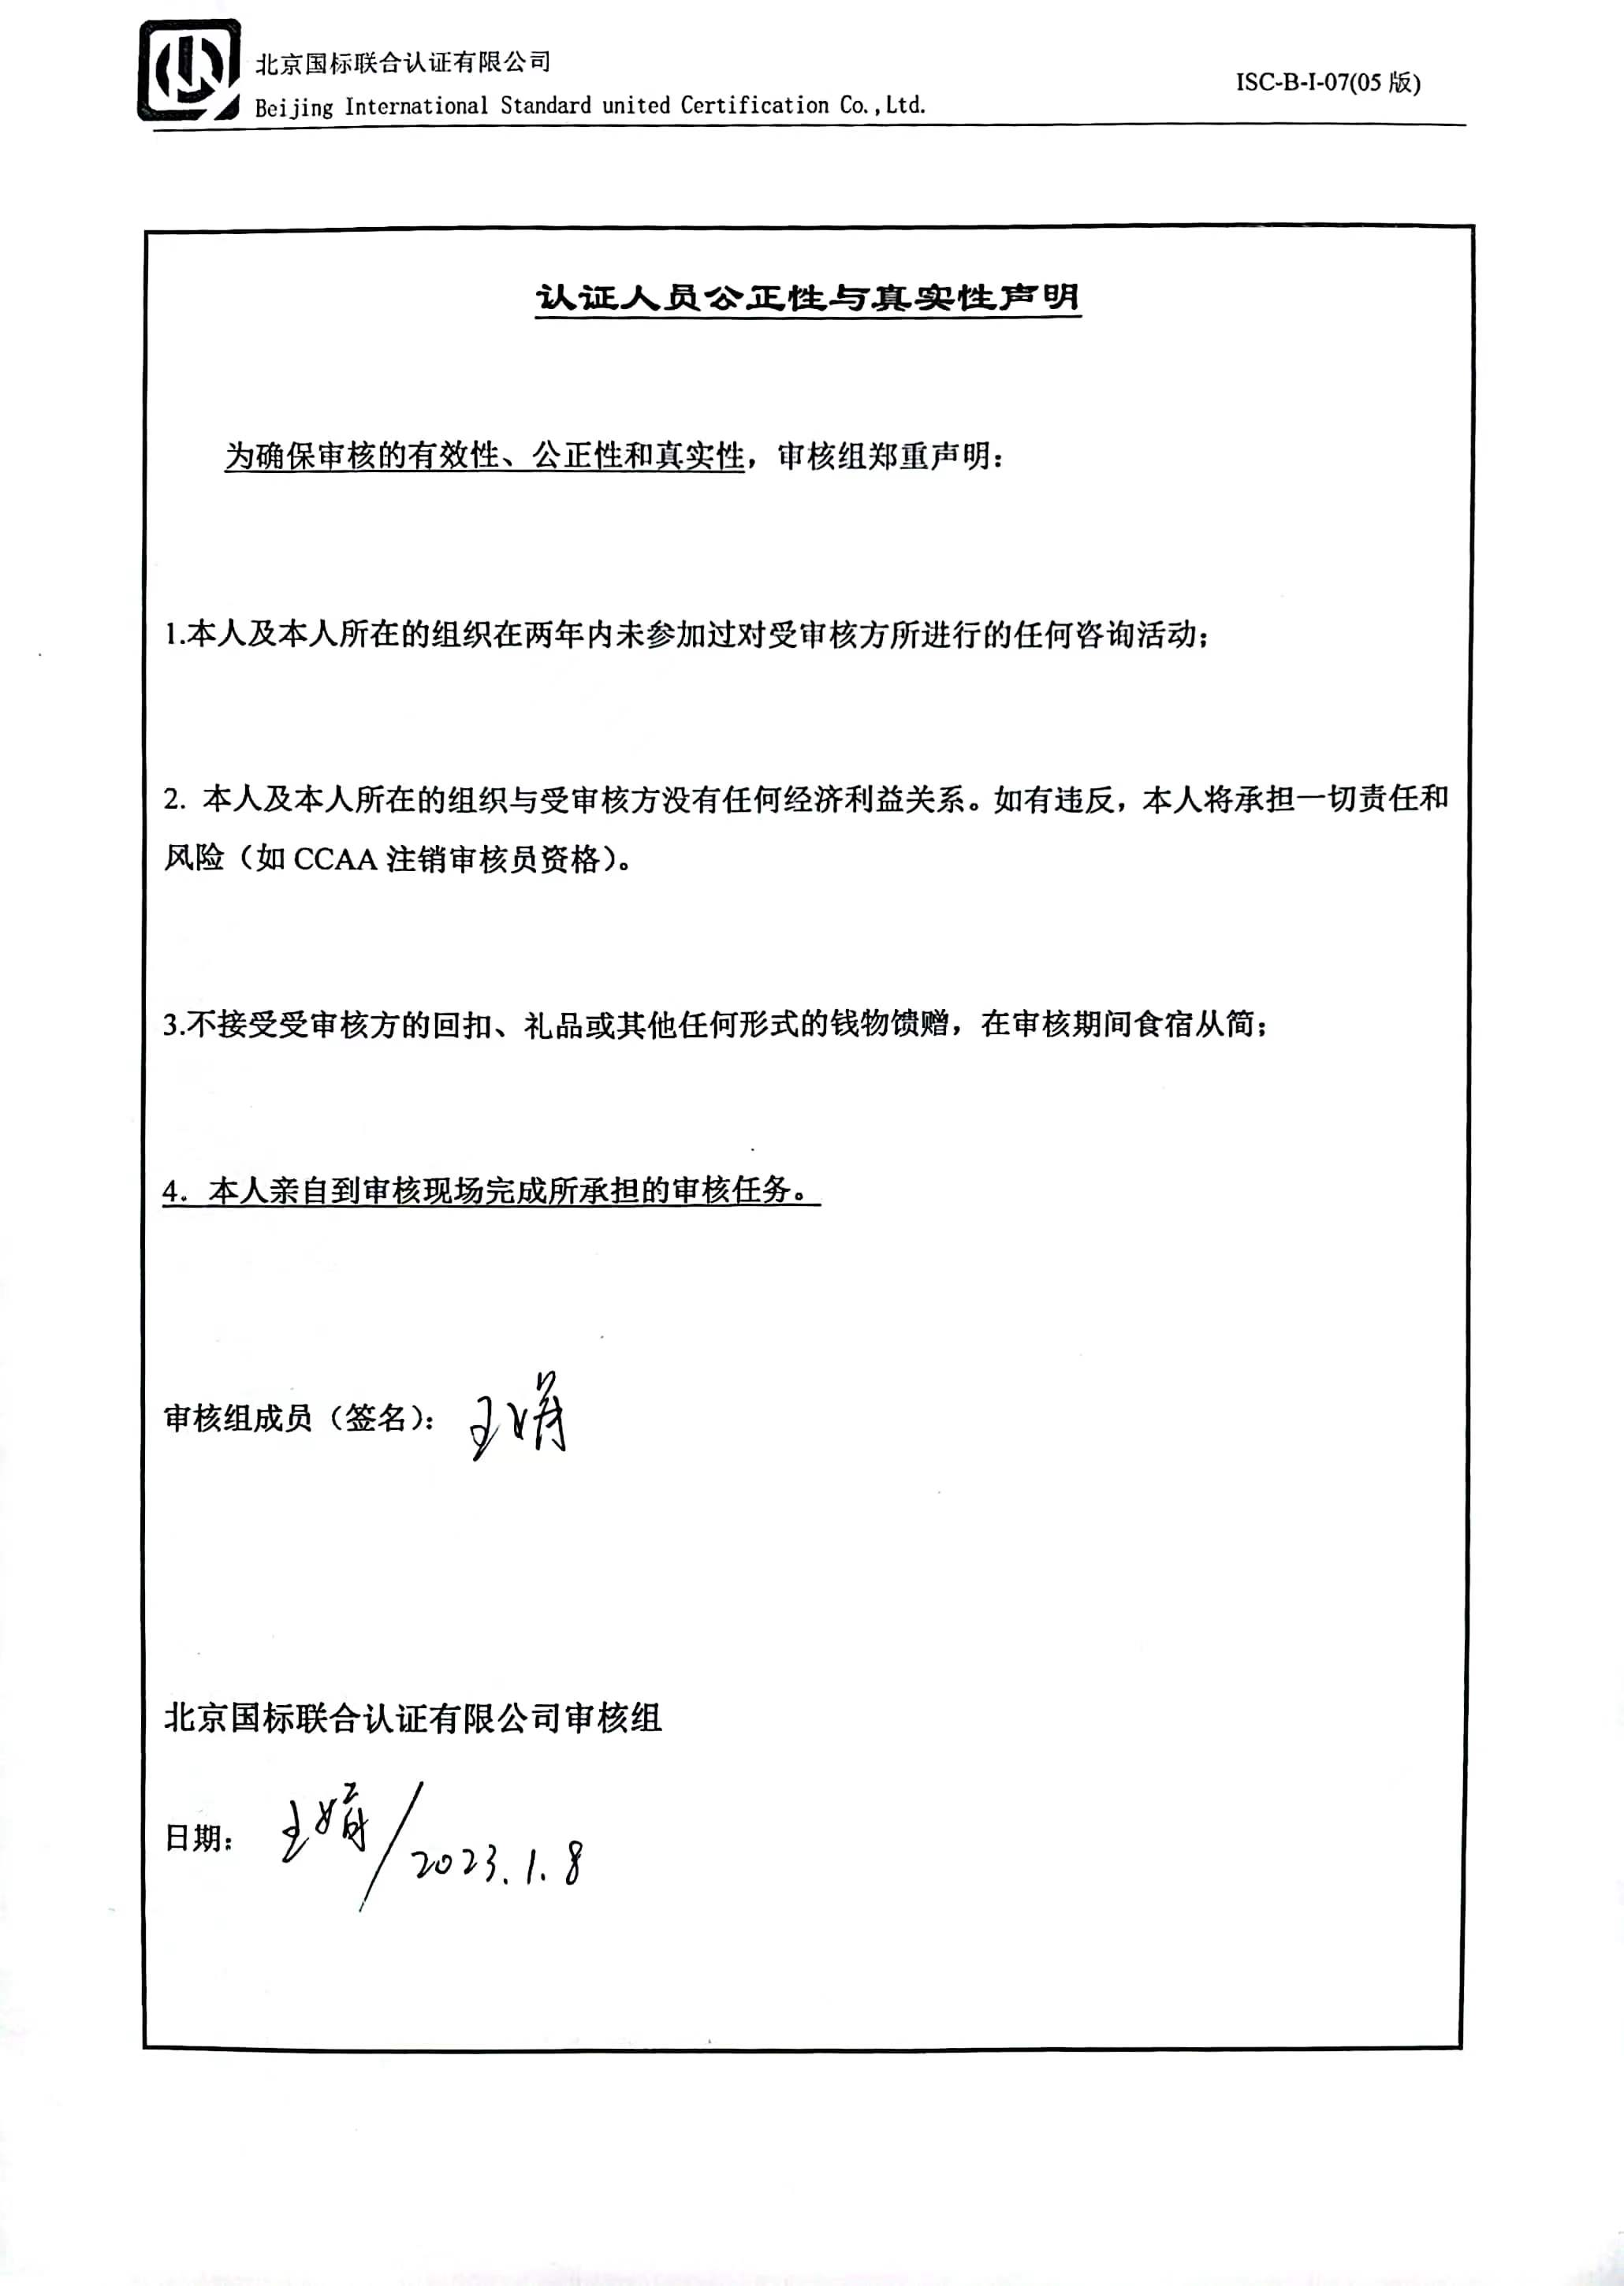 北京国标联合认证有限公司
Beijing International Standard united Certification Co.,Ltd.
ISC-B-I-07(05 版)
认证人员公正性与真实性声明
为确保审核的有效性、公正性和真实性，审核组郑重声明：
1.本人及本人所在的组织在两年内未参加过对受审核方所进行的任何咨询活动；
2. 本人及本人所在的组织与受审核方没有任何经济利益关系。如有违反，本人将承担一切责任和
风险（如 CCAA 注销审核员资格）。
3.不接受受审核方的回扣、礼品或其他任何形式的钱物馈赠，在审核期间食宿从简；
4. 本人亲自到审核现场完成所承担的审核任务。
审核组成员（签名）： 王娟
北京国标联合认证有限公司审核组
日期： 王娟/2023.1.8